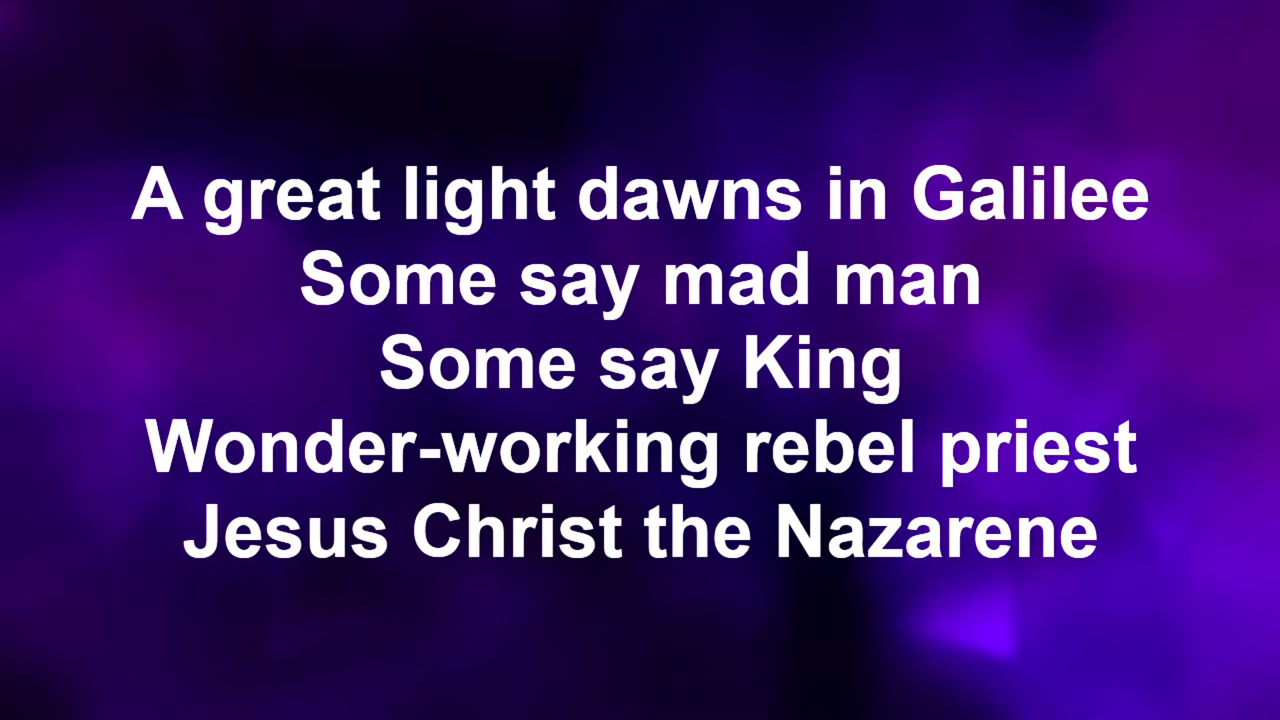 A great light dawns in Galilee
Some say mad man
Some say King
Wonder-working rebel priest
Jesus Christ the Nazarene